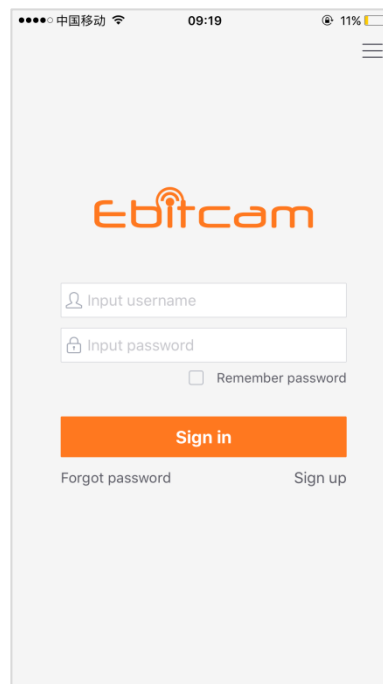 中国移动 09:19 11%
Ebitcam
Input username
Input password
Remember password
Sign in
Forgot password Sign up